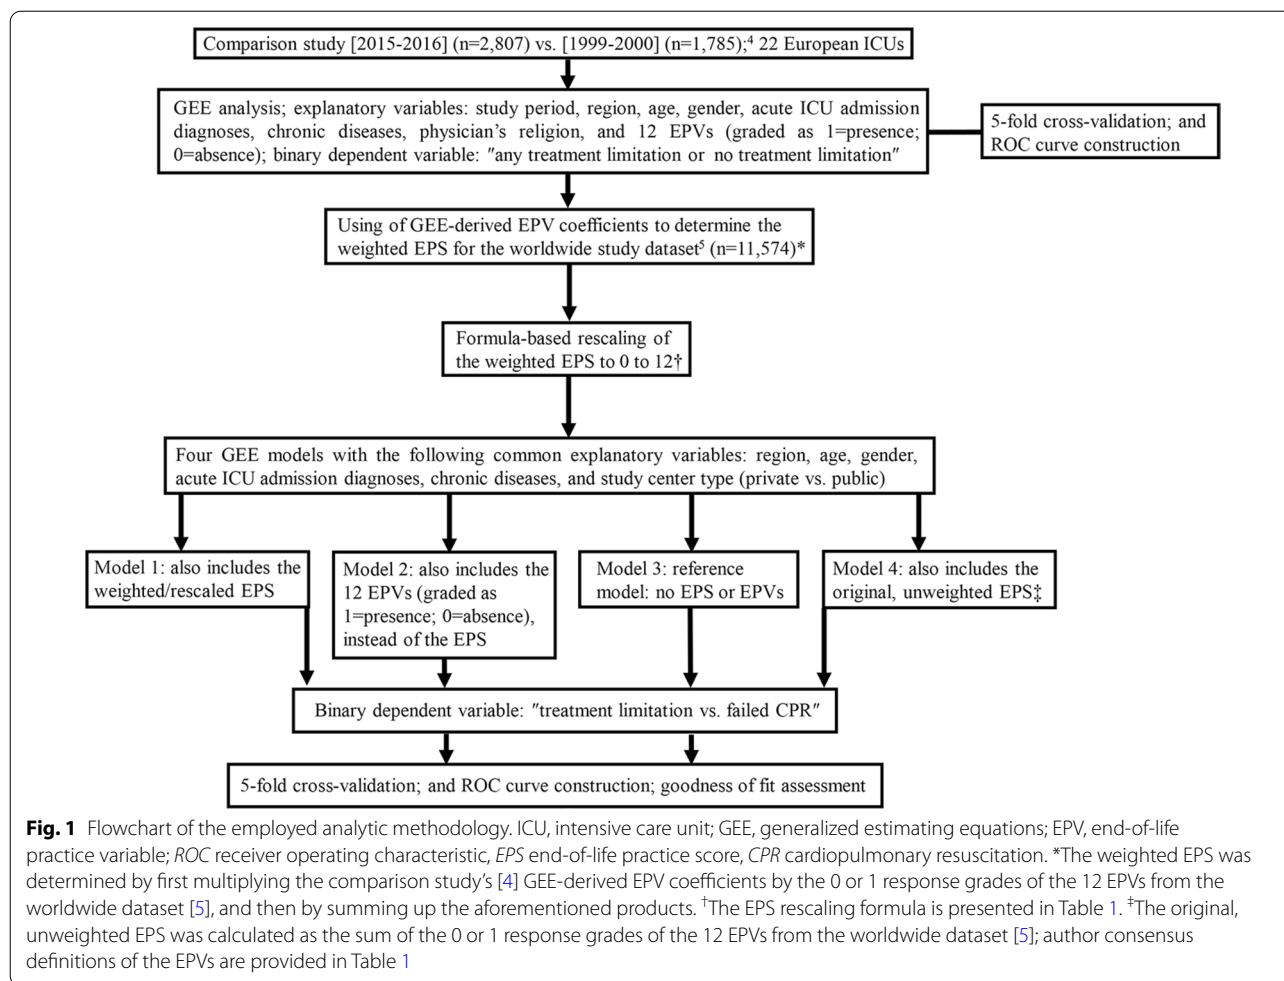 Comparison study [2015-2016] (n=2,807) vs. [1999-2000] (n=1,785);⁴ 22 European ICUs
GEE analysis; explanatory variables: study period, region, age, gender, acute ICU admission
diagnoses, chronic diseases, physician's religion, and 12 EPVs (graded as 1=presence;
0=absence); binary dependent variable: "any treatment limitation or no treatment limitation"
5-fold cross-validation; and
ROC curve construction
Using of GEE-derived EPV coefficients to determine the
weighted EPS for the worldwide study dataset⁵ (n=11,574)*
Formula-based rescaling of
the weighted EPS to 0 to 12†
Four GEE models with the following common explanatory variables: region, age, gender,
acute ICU admission diagnoses, chronic diseases, and study center type (private vs. public)
Model 1: also includes the
weighted/rescaled EPS
Model 2: also includes the
12 EPVs (graded as
1=presence; 0=absence),
instead of the EPS
Model 3: reference
model: no EPS or EPVs
Model 4: also includes the
original, unweighted EPS‡
Binary dependent variable: "treatment limitation vs. failed CPR"
5-fold cross-validation; and ROC curve construction; goodness of fit assessment
Fig. 1 Flowchart of the employed analytic methodology. ICU, intensive care unit; GEE, generalized estimating equations; EPV, end-of-life
practice variable; ROC receiver operating characteristic, EPS end-of-life practice score, CPR cardiopulmonary resuscitation. *The weighted EPS was
determined by first multiplying the comparison study's [4] GEE-derived EPV coefficients by the 0 or 1 response grades of the 12 EPVs from the
worldwide dataset [5], and then by summing up the aforementioned products. †The EPS rescaling formula is presented in Table 1. ‡The original,
unweighted EPS was calculated as the sum of the 0 or 1 response grades of the 12 EPVs from the worldwide dataset [5]; author consensus
definitions of the EPVs are provided in Table 1